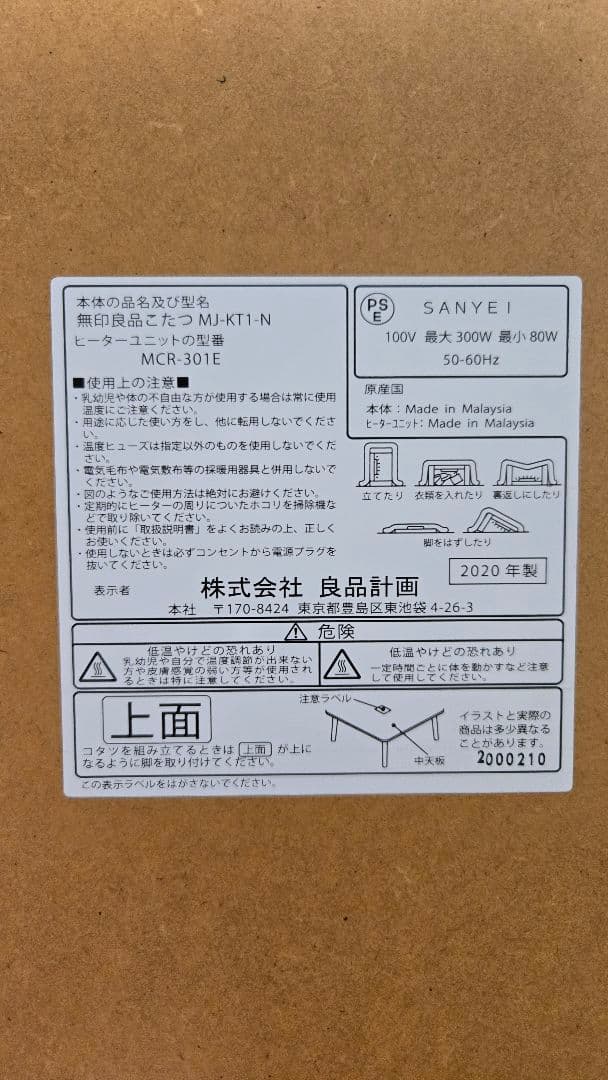 本体の品名及び型名
無印良品こたつ MJ-KT1-N
ヒーターユニットの型番
MCR-301E
■使用上の注意■
・乳幼児や体の不自由な方が使用する場合は常に使用
温度にご注意ください。
・用途に応じた使い方をし、他に転用しないでくださ
い。
・温度ヒューズは指定以外のものを使用しないでくだ
さい。
・電気毛布や電気敷布等の採暖用器具と併用しないで
ください。
・図のようなご使用方法は絶対にお避けください。
・定期的にヒーターの周りについたホコリを掃除機な
どで取り除いてください。
・使用前に「取扱説明書」をよくお読みの上、正しく
お使いください。
・使用しないときは必ずコンセントから電源プラグを
抜いてください。
PS
E
SANYEI
100V 最大 300W 最小 80W
50-60Hz
原産国
本体：Made in Malaysia
ヒーターユニット：Made in Malaysia
立てたり 衣類を入れたり 裏返しにしたり
脚をはずしたり
2020 年製
表示者 株式会社 良品計画
本社 〒170-8424 東京都豊島区東池袋 4-26-3
危険
低温やけどの恐れあり
乳幼児や自分で温度調節が出来ない
方や皮膚感覚の弱い方等が使用され
るときは特に注意してください。
低温やけどの恐れあり
一定時間ごとに体を動かすなど注意
して使用してください。
上面
コタツを組み立てるときは 上面 が上に
なるように脚を取り付けてください。
注意ラベル
中天板
イラストと実際の
商品は多少異なる
ことがあります。
2000210
この表示ラベルをはがさないでください。